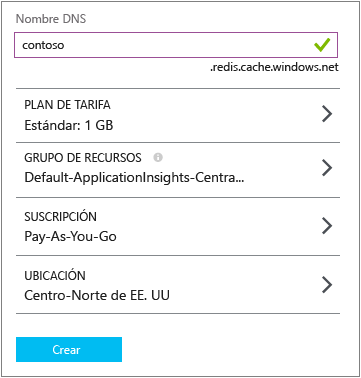 Nombre DNS
contoso
.redis.cache.windows.net
PLAN DE TARIFA
Estándar: 1 GB
GRUPO DE RECURSOS
Default-ApplicationInsights-Centra...
SUSCRIPCIÓN
Pay-As-You-Go
UBICACIÓN
Centro-Norte de EE. UU
Crear